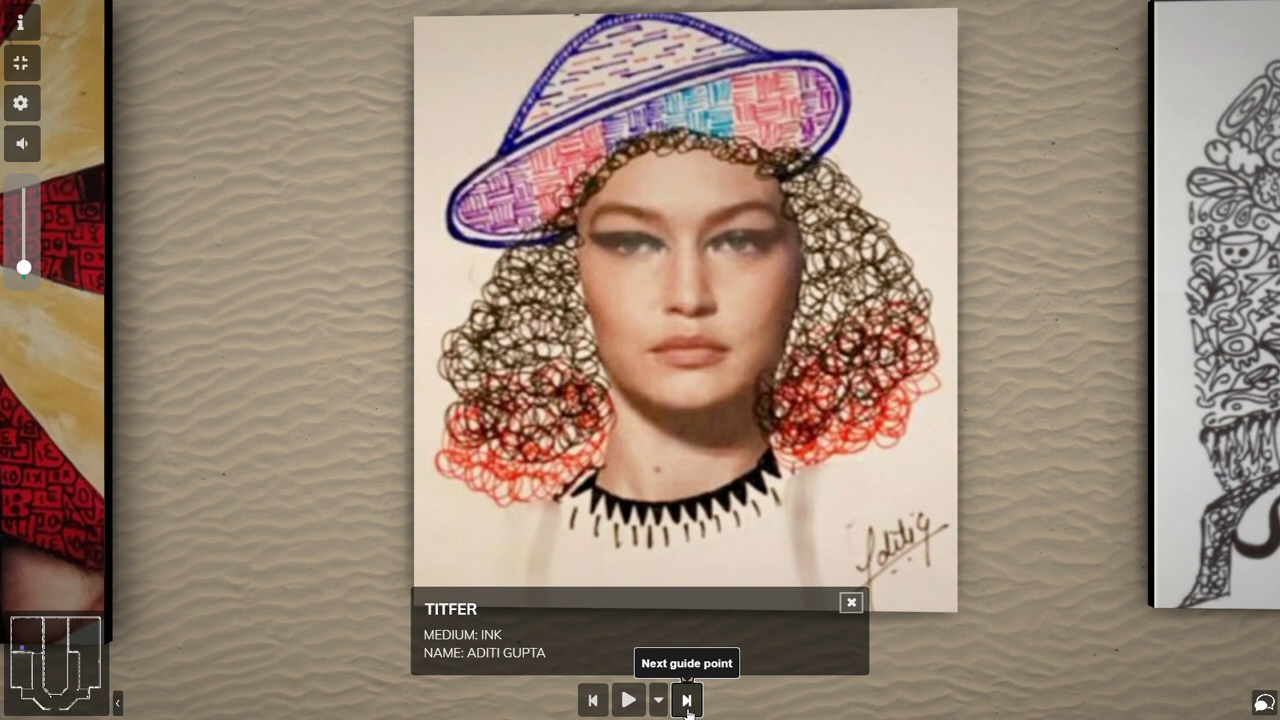 Aditi g
TITFER
MEDIUM: INK
NAME: ADITI GUPTA
Next guide point